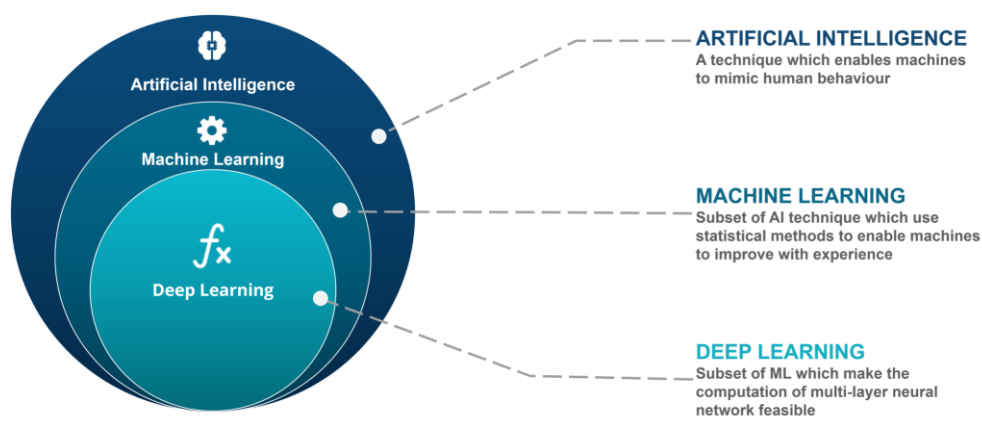 Artificial Intelligence
Machine Learning
fx
Deep Learning
ARTIFICIAL INTELLIGENCE
A technique which enables machines
to mimic human behaviour
MACHINE LEARNING
Subset of AI technique which use
statistical methods to enable machines
to improve with experience
DEEP LEARNING
Subset of ML which make the
computation of multi-layer neural
network feasible